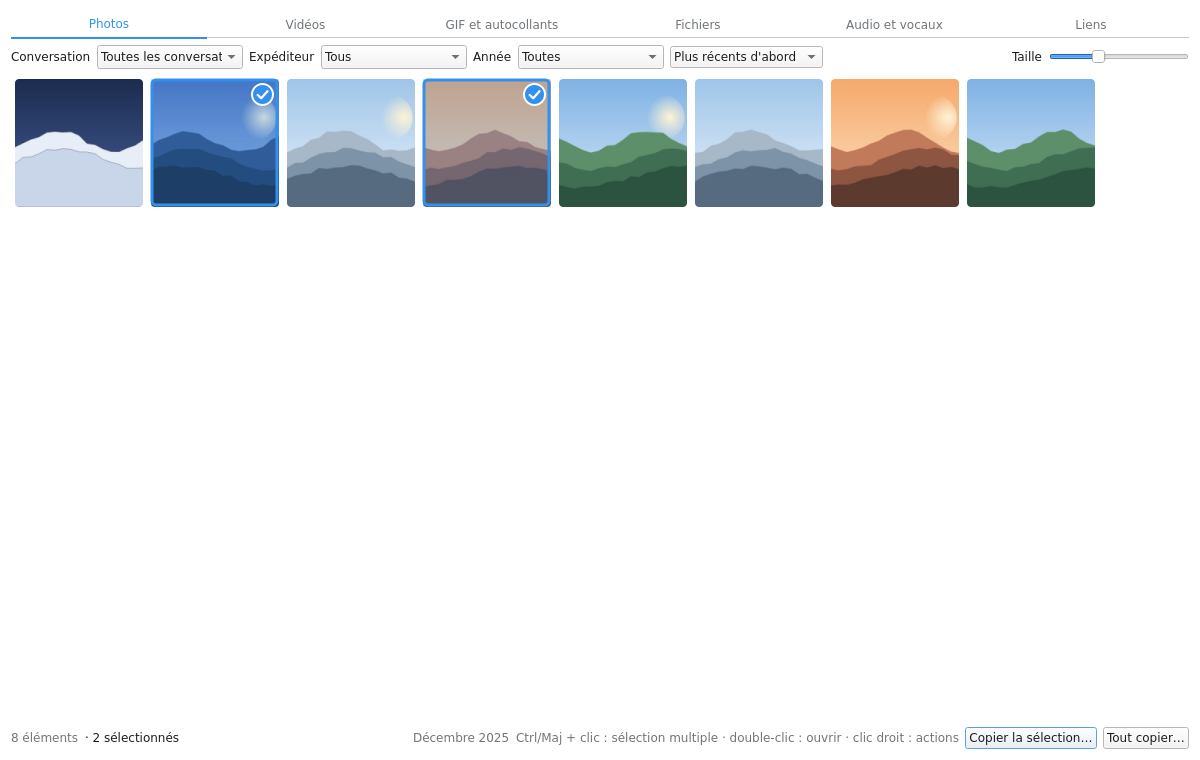 Photos Vidéos GIF et autocollants Fichiers Audio et vocaux Liens
Conversation Toutes les conversat Expéditeur Tous Année Toutes Plus récents d'abord Taille
8 éléments · 2 sélectionnés Décembre 2025 Ctrl/Maj + clic : sélection multiple · double-clic : ouvrir · clic droit : actions Copier la sélection… Tout copier…